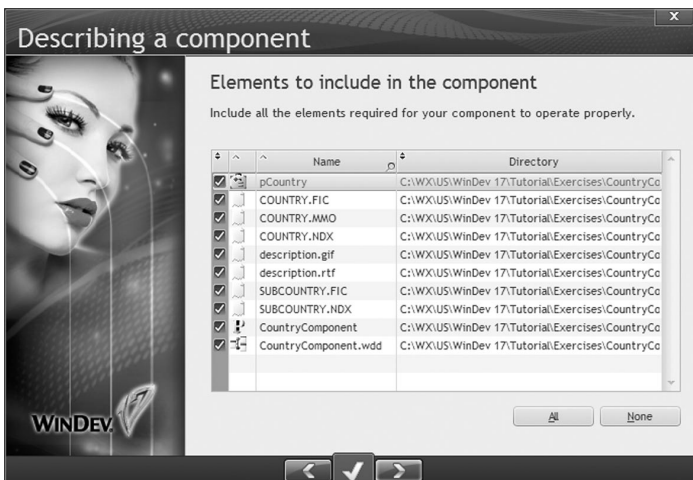 x
Describing a component
Elements to include in the component
Include all the elements required for your component to operate properly.
Name Directory
pCountry C:\WX\US\WinDev 17\Tutorial\Exercises\CountryCo
COUNTRY.FIC C:\WX\US\WinDev 17\Tutorial\Exercises\CountryCo
COUNTRY.MMO C:\WX\US\WinDev 17\Tutorial\Exercises\CountryCo
COUNTRY.NDX C:\WX\US\WinDev 17\Tutorial\Exercises\CountryCo
description.gif C:\WX\US\WinDev 17\Tutorial\Exercises\CountryCo
description.rtf C:\WX\US\WinDev 17\Tutorial\Exercises\CountryCo
SUBCOUNTRY.FIC C:\WX\US\WinDev 17\Tutorial\Exercises\CountryCo
SUBCOUNTRY.NDX C:\WX\US\WinDev 17\Tutorial\Exercises\CountryCo
CountryComponent C:\WX\US\WinDev 17\Tutorial\Exercises\CountryCo
CountryComponent.wdd C:\WX\US\WinDev 17\Tutorial\Exercises\CountryCo
All None
WINDEV